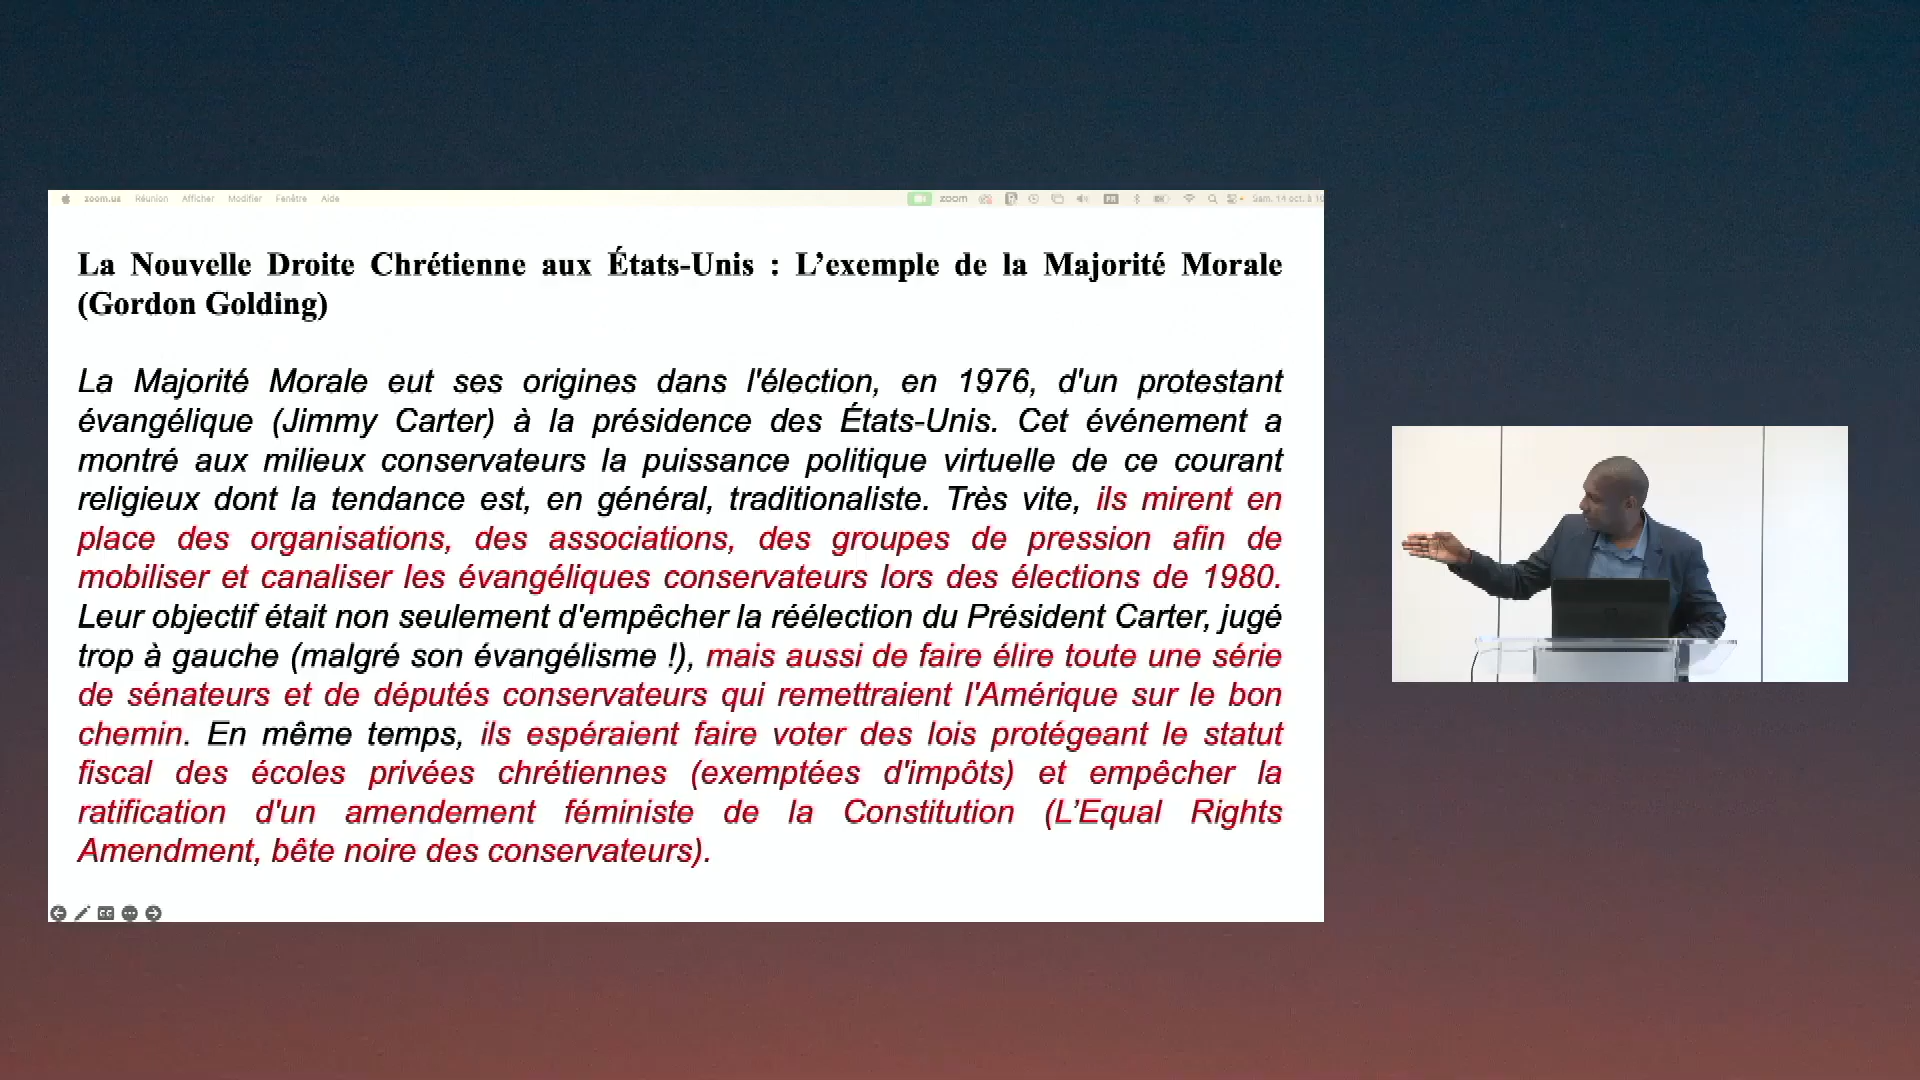 zoom.us Réunion Afficher Modifier Fenêtre Aide zoom Sam. 14 oct. à 10
La Nouvelle Droite Chrétienne aux États-Unis : L’exemple de la Majorité Morale
(Gordon Golding)
La Majorité Morale eut ses origines dans l'élection, en 1976, d'un protestant
évangélique (Jimmy Carter) à la présidence des États-Unis. Cet événement a
montré aux milieux conservateurs la puissance politique virtuelle de ce courant
religieux dont la tendance est, en général, traditionaliste. Très vite, ils mirent en
place des organisations, des associations, des groupes de pression afin de
mobiliser et canaliser les évangéliques conservateurs lors des élections de 1980.
Leur objectif était non seulement d'empêcher la réélection du Président Carter, jugé
trop à gauche (malgré son évangélisme !), mais aussi de faire élire toute une série
de sénateurs et de députés conservateurs qui remettraient l'Amérique sur le bon
chemin. En même temps, ils espéraient faire voter des lois protégeant le statut
fiscal des écoles privées chrétiennes (exemptées d'impôts) et empêcher la
ratification d'un amendement féministe de la Constitution (L’Equal Rights
Amendment, bête noire des conservateurs).